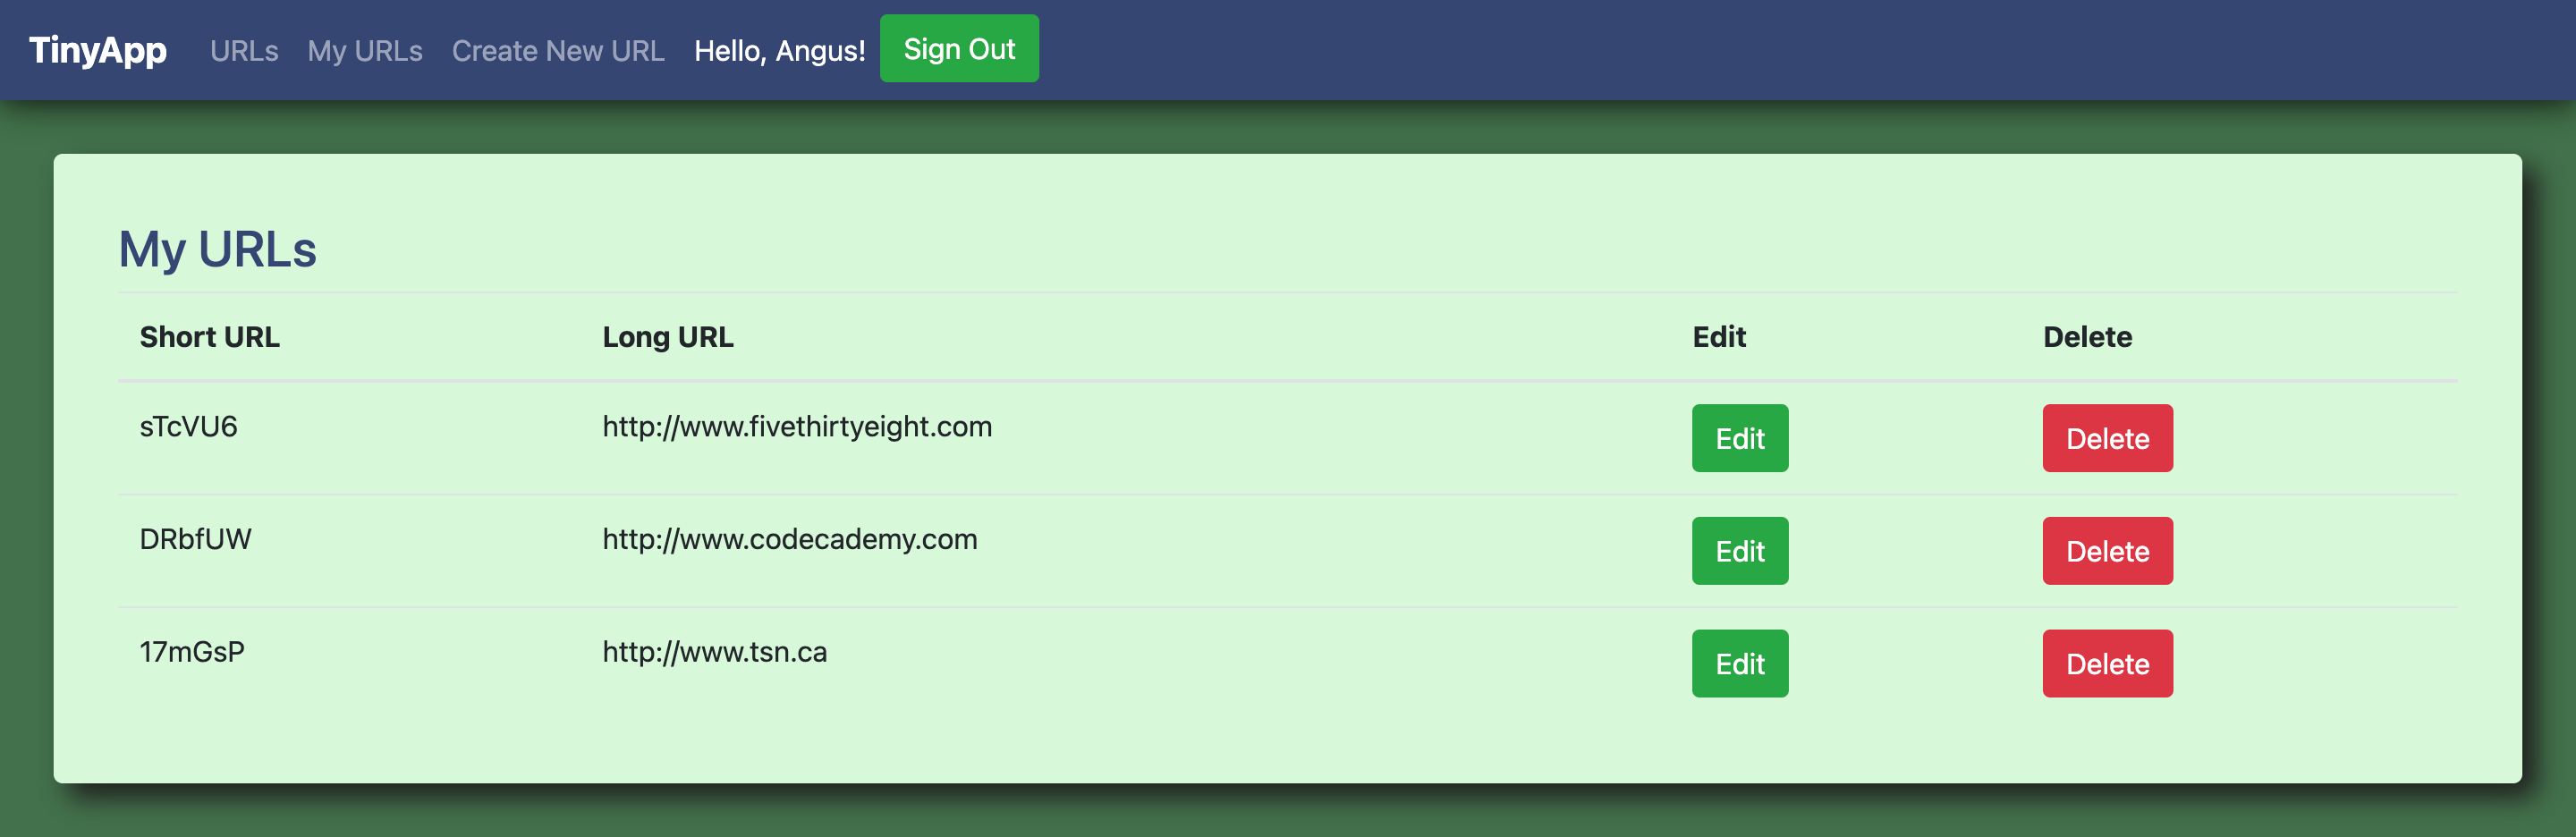 TinyApp URLs My URLs Create New URL Hello, Angus! Sign Out
My URLs
Short URL Long URL Edit Delete
sTcVU6 http://www.fivethirtyeight.com Edit Delete
DRbfUW http://www.codecademy.com Edit Delete
17mGsP http://www.tsn.ca Edit Delete